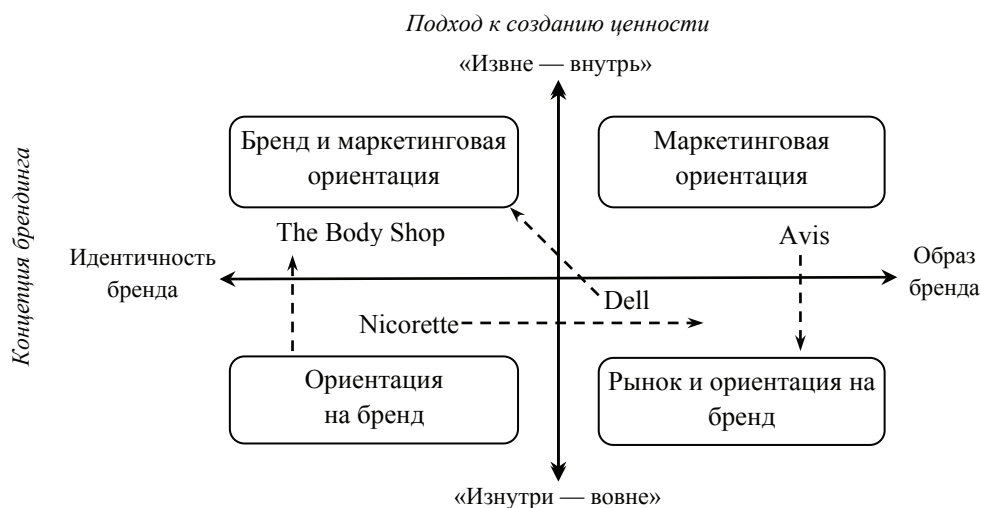 Подход к созданию ценности
«Извне — внутрь»
Концепция брендинга
Бренд и маркетинговая
ориентация
Маркетинговая
ориентация
The Body Shop
Avis
Идентичность
бренда
Образ
бренда
Dell
Nicorette
Ориентация
на бренд
Рынок и ориентация на
бренд
«Изнутри — вовне»